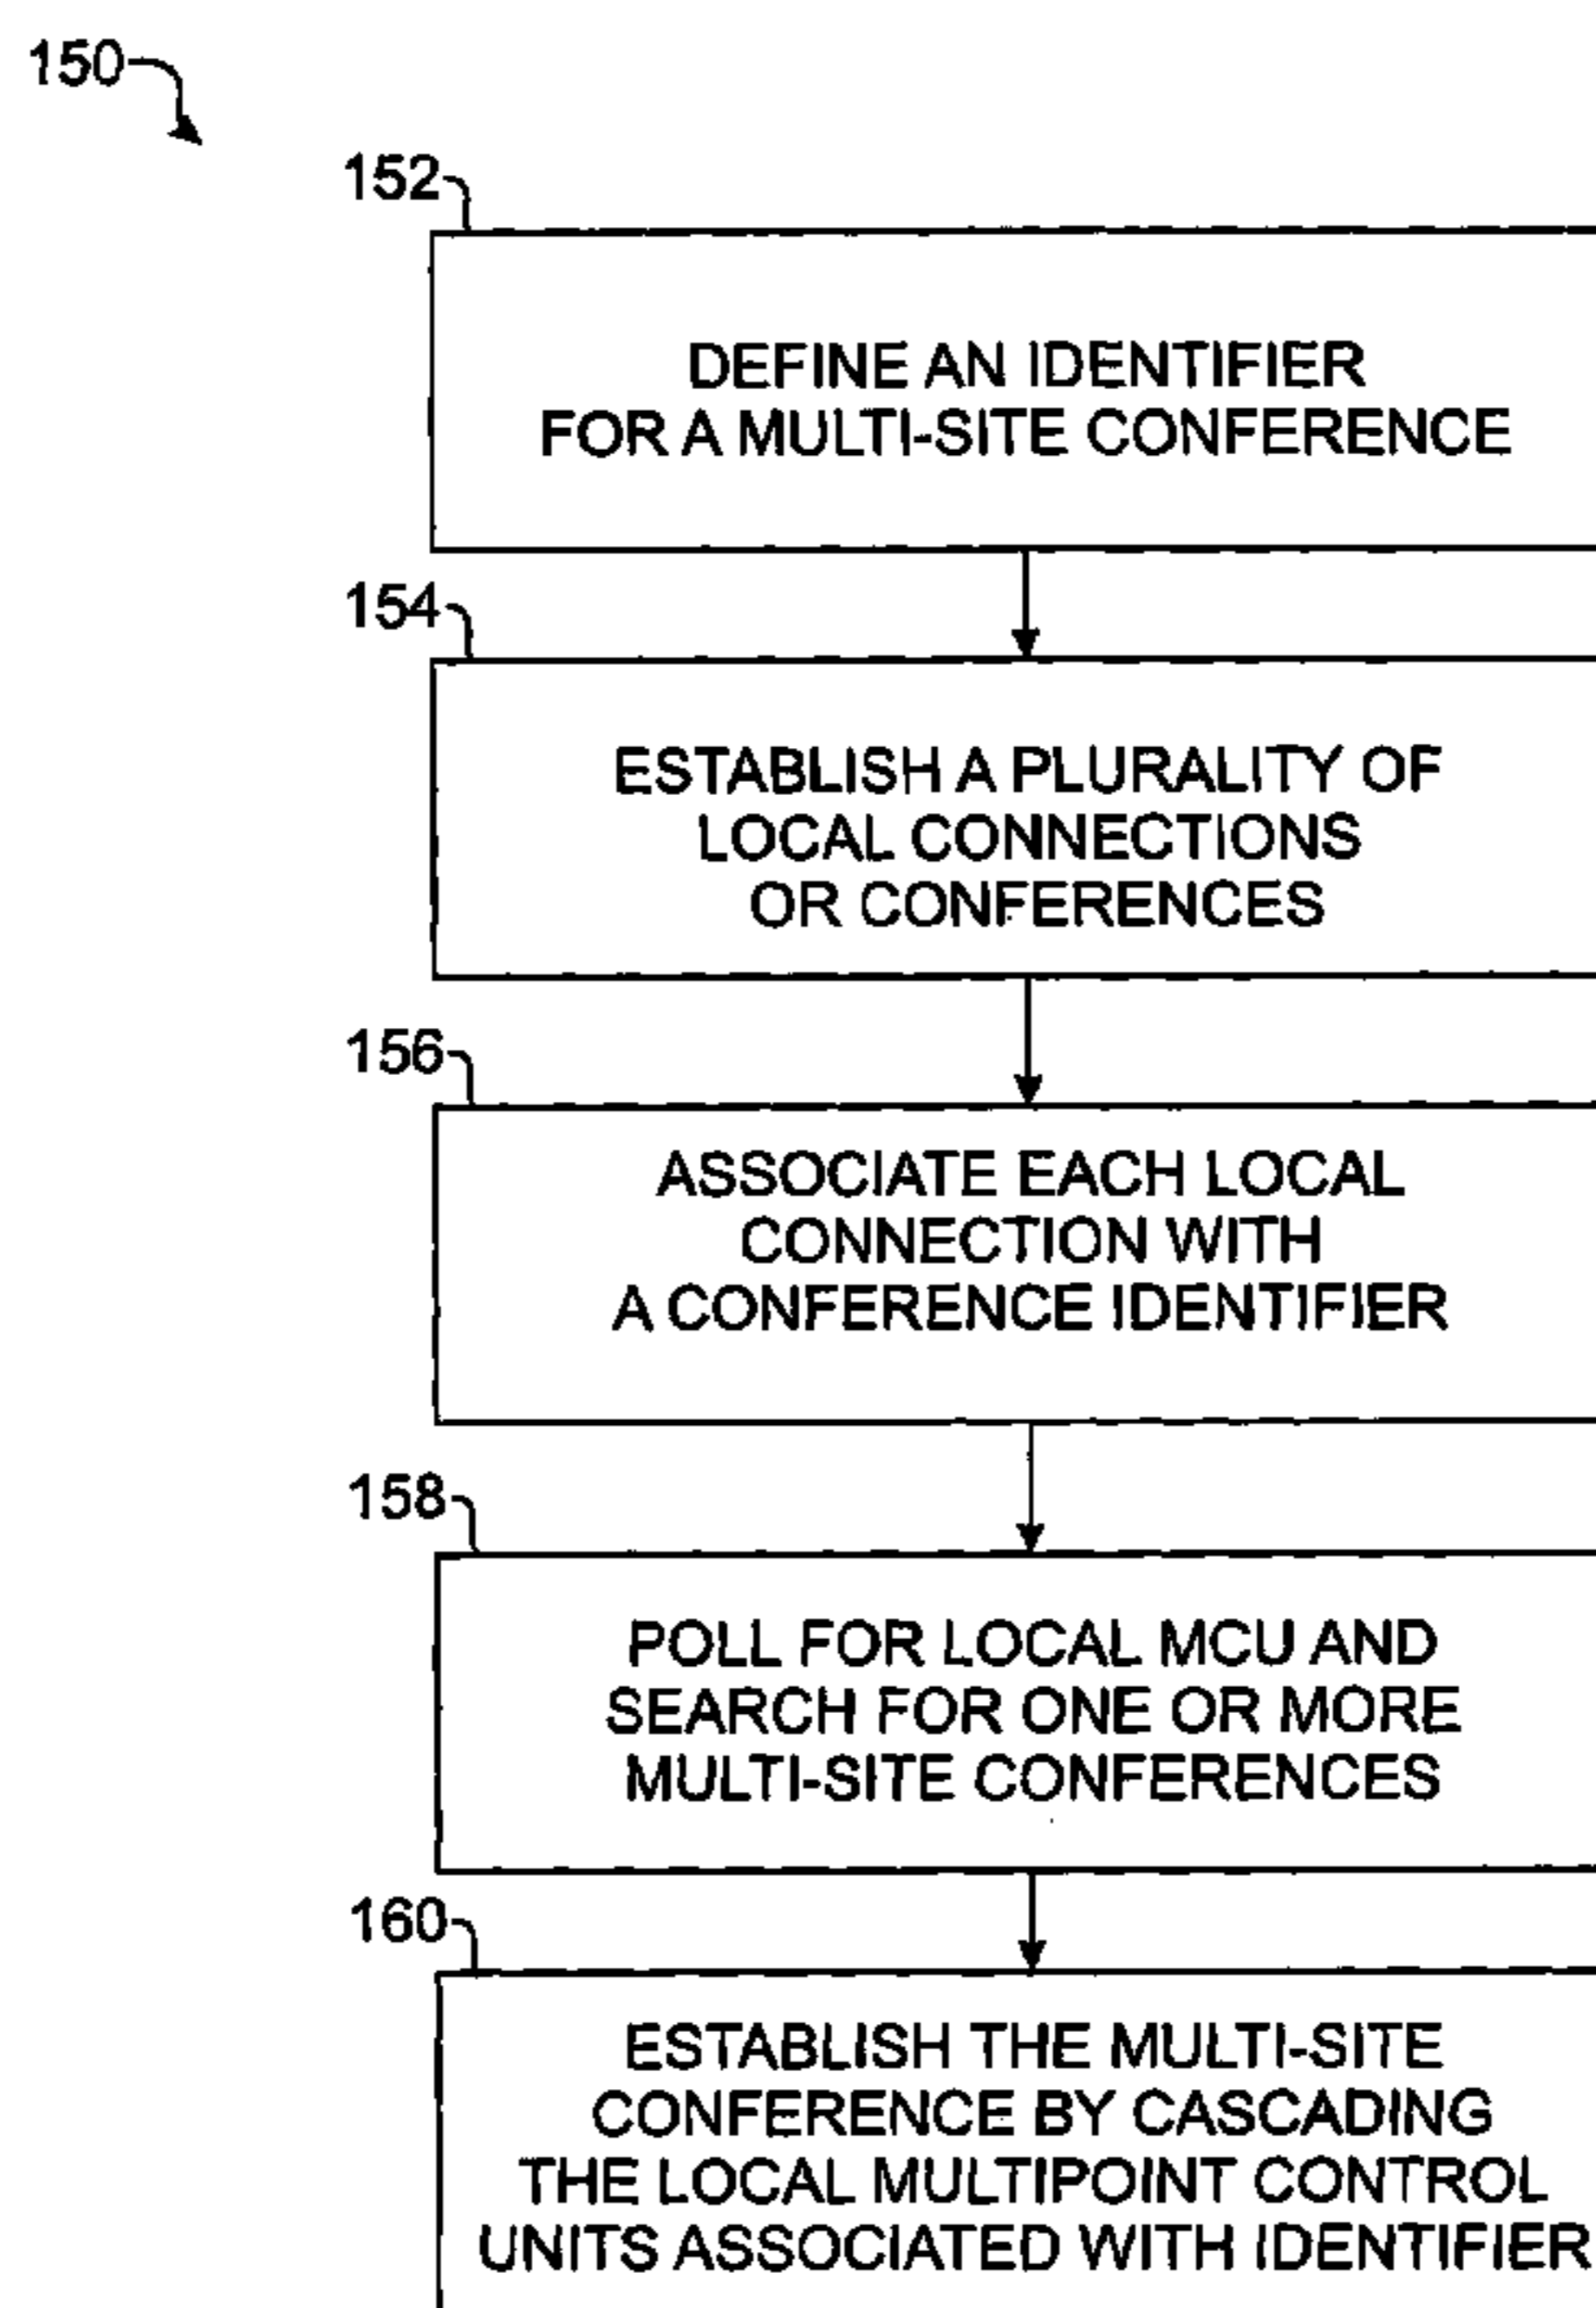 150
152
DEFINE AN IDENTIFIER
FOR A MULTI-SITE CONFERENCE
154
ESTABLISH A PLURALITY OF
LOCAL CONNECTIONS
OR CONFERENCES
156
ASSOCIATE EACH LOCAL
CONNECTION WITH
A CONFERENCE IDENTIFIER
158
POLL FOR LOCAL MCU AND
SEARCH FOR ONE OR MORE
MULTI-SITE CONFERENCES
160
ESTABLISH THE MULTI-SITE
CONFERENCE BY CASCADING
THE LOCAL MULTIPOINT CONTROL
UNITS ASSOCIATED WITH IDENTIFIER